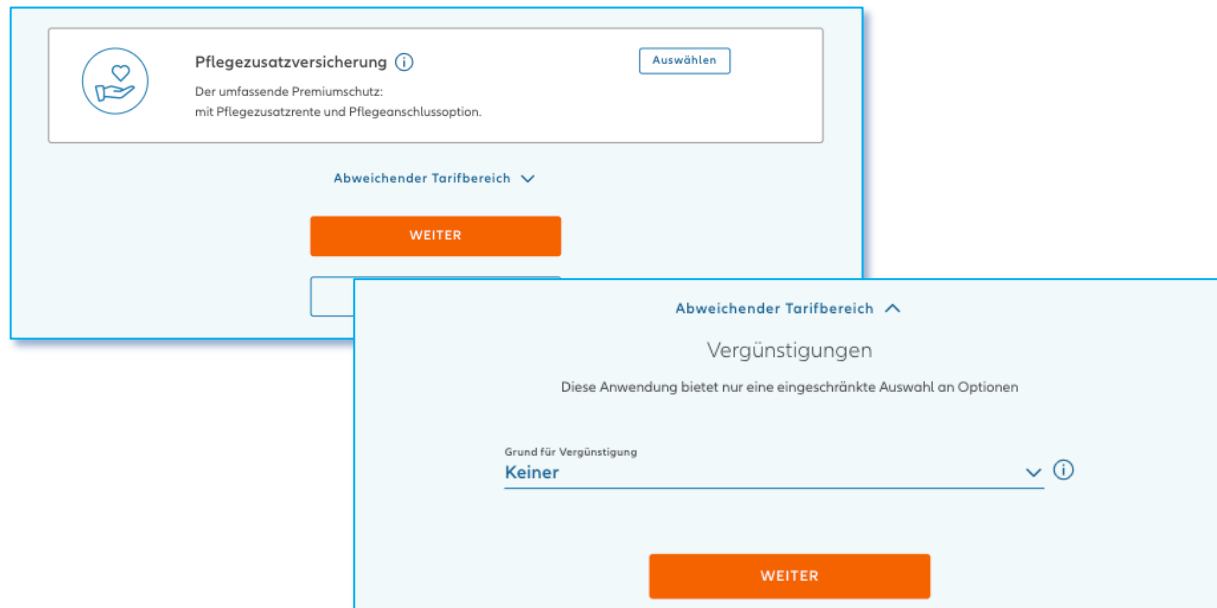 Pflegezusatzversicherung
Auswählen
Der umfassende Premiumschutz:
mit Pflegezusatzrente und Pflegeanschlussoption.
Abweichender Tarifbereich
WEITER
Abweichender Tarifbereich
Vergünstigungen
Diese Anwendung bietet nur eine eingeschränkte Auswahl an Optionen
Grund für Vergünstigung
Keiner
WEITER